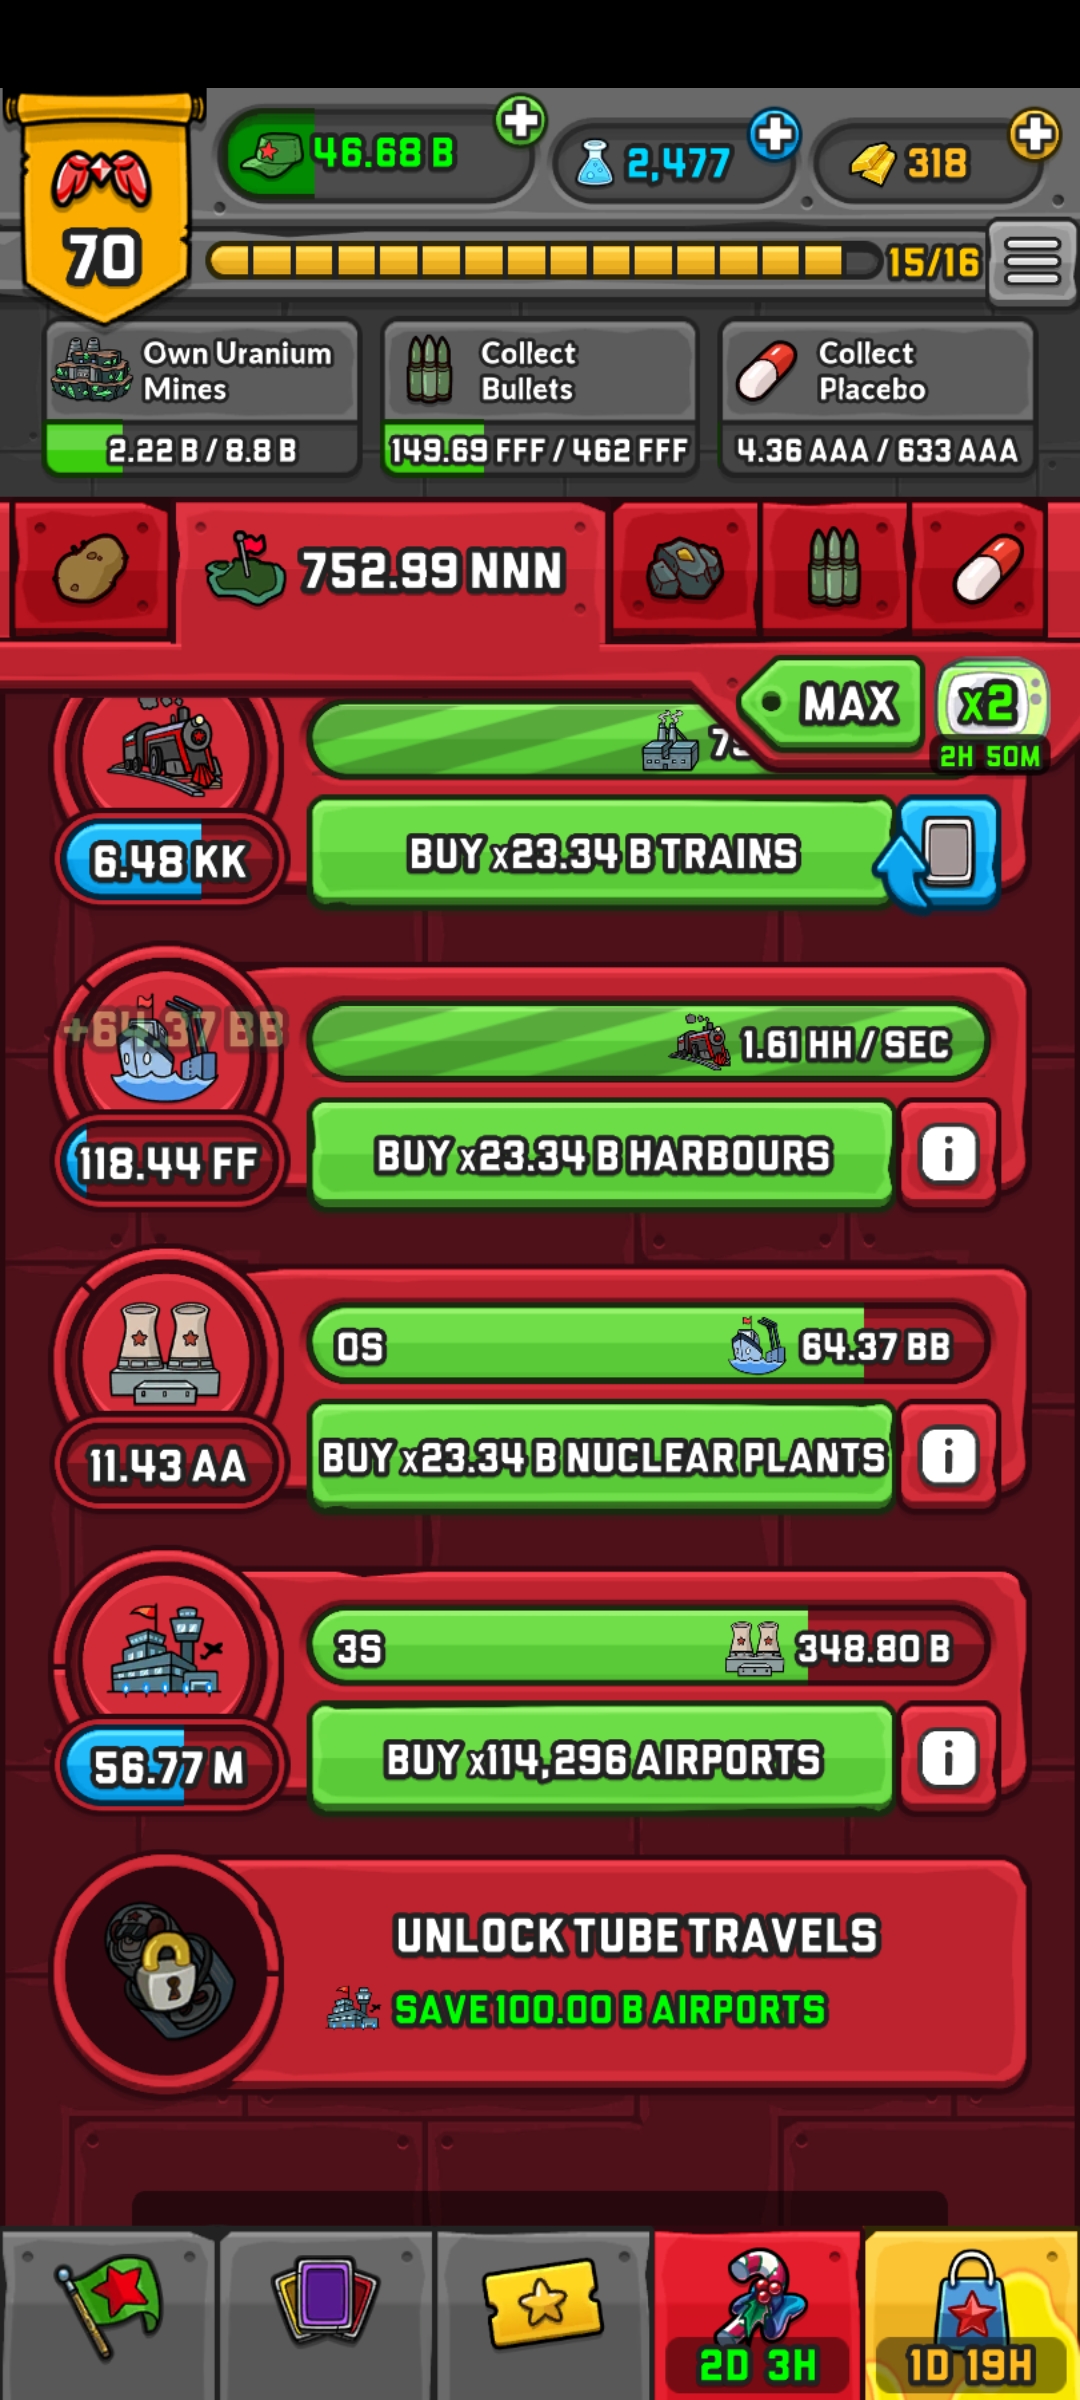 46.68 B
2,477
318
70
15/16
Own Uranium
Mines
2.22 B / 8.8 B
Collect
Bullets
149.69 FFF / 462 FFF
Collect
Placebo
4.36 AAA / 633 AAA
752.99 NNN
MAX
x2
2H 50M
6.48 KK
BUY x23.34 B TRAINS
+64.37 BB
1.61 HH / SEC
118.44 FF
BUY x23.34 B HARBOURS
i
0S
64.37 BB
11.43 AA
BUY x23.34 B NUCLEAR PLANTS
i
3S
348.80 B
56.77 M
BUY x114,296 AIRPORTS
i
UNLOCK TUBE TRAVELS
SAVE 100.00 B AIRPORTS
2D 3H
1D 19H